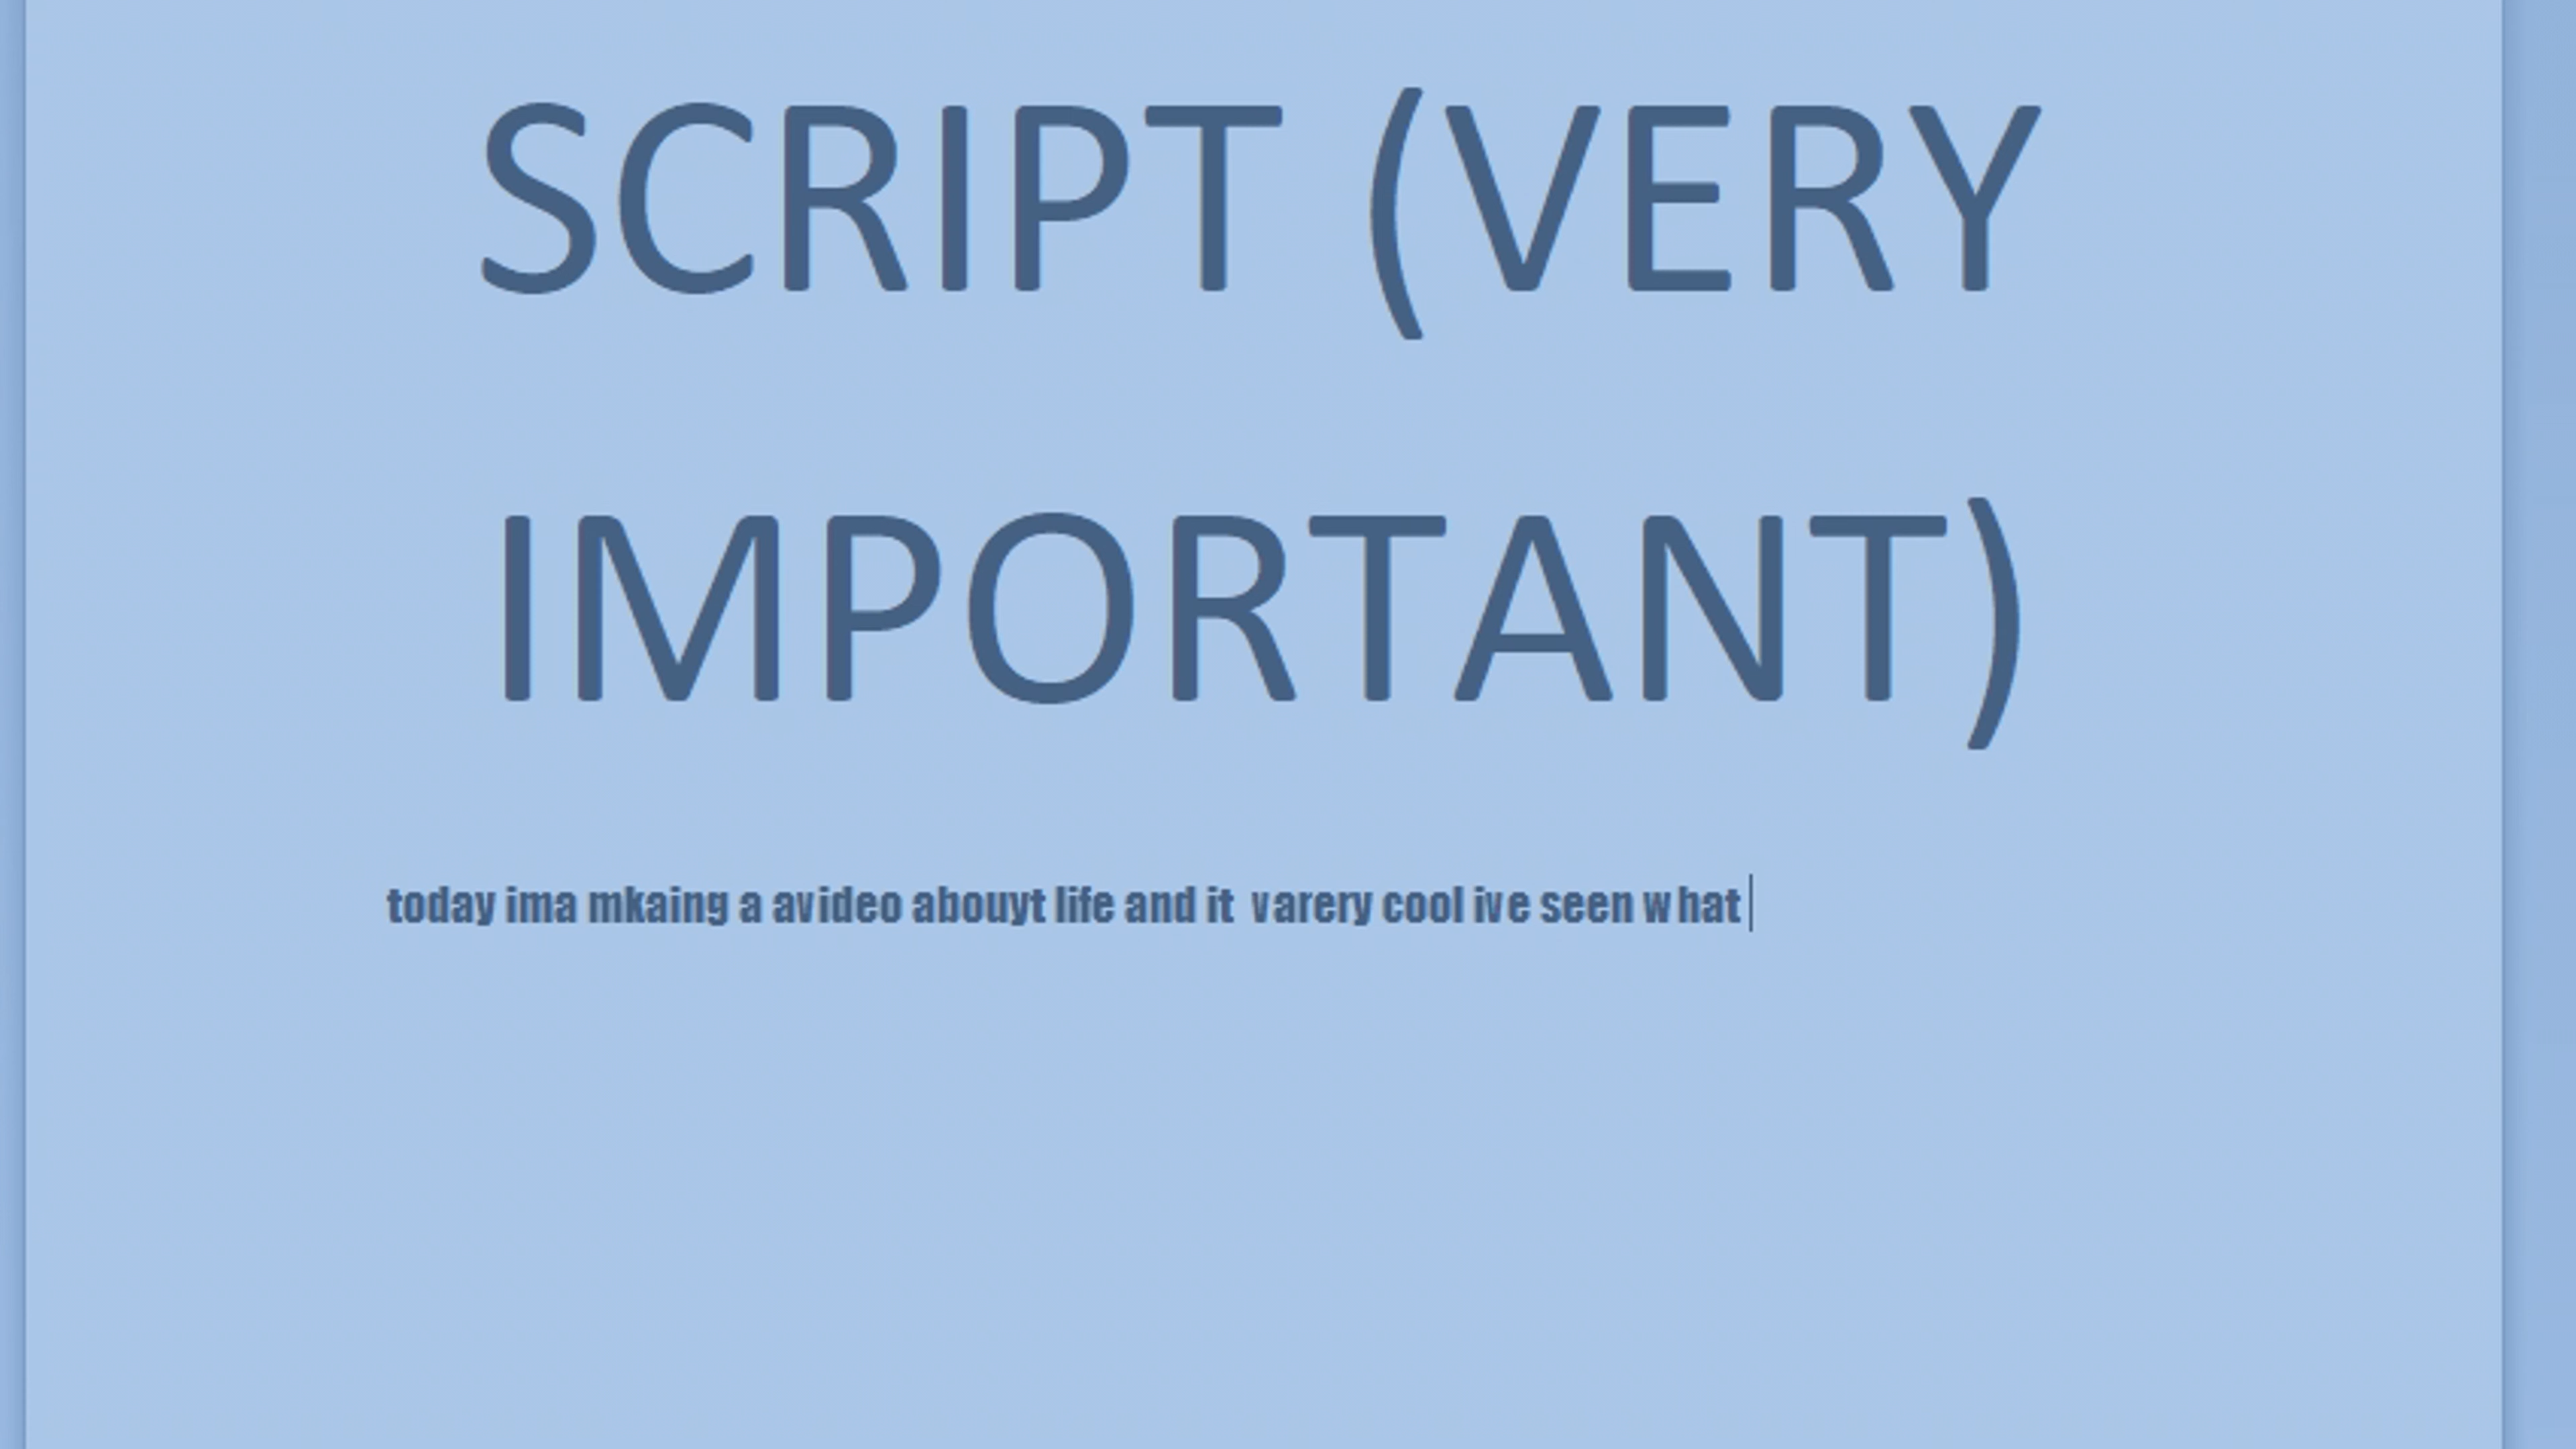 SCRIPT (VERY
IMPORTANT)
today ima mkaing a avideo abouyt life and it varery cool ive seen what